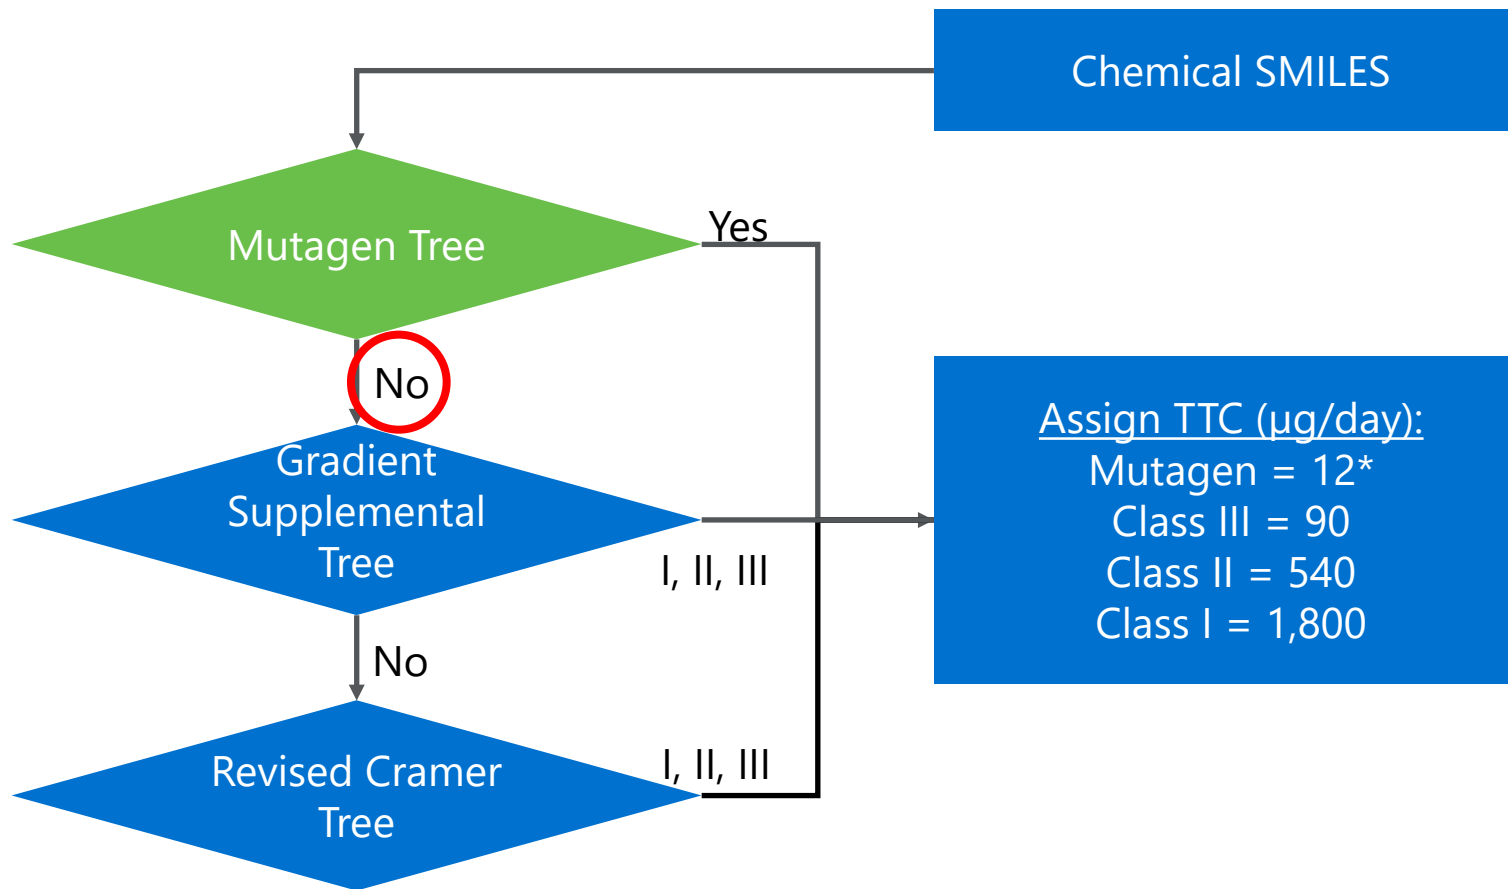 Chemical SMILES
Mutagen Tree
Yes
No
Gradient
Supplemental
Tree
I, II, III
No
Revised Cramer
Tree
I, II, III
Assign TTC (µg/day):
Mutagen = 12*
Class III = 90
Class II = 540
Class I = 1,800